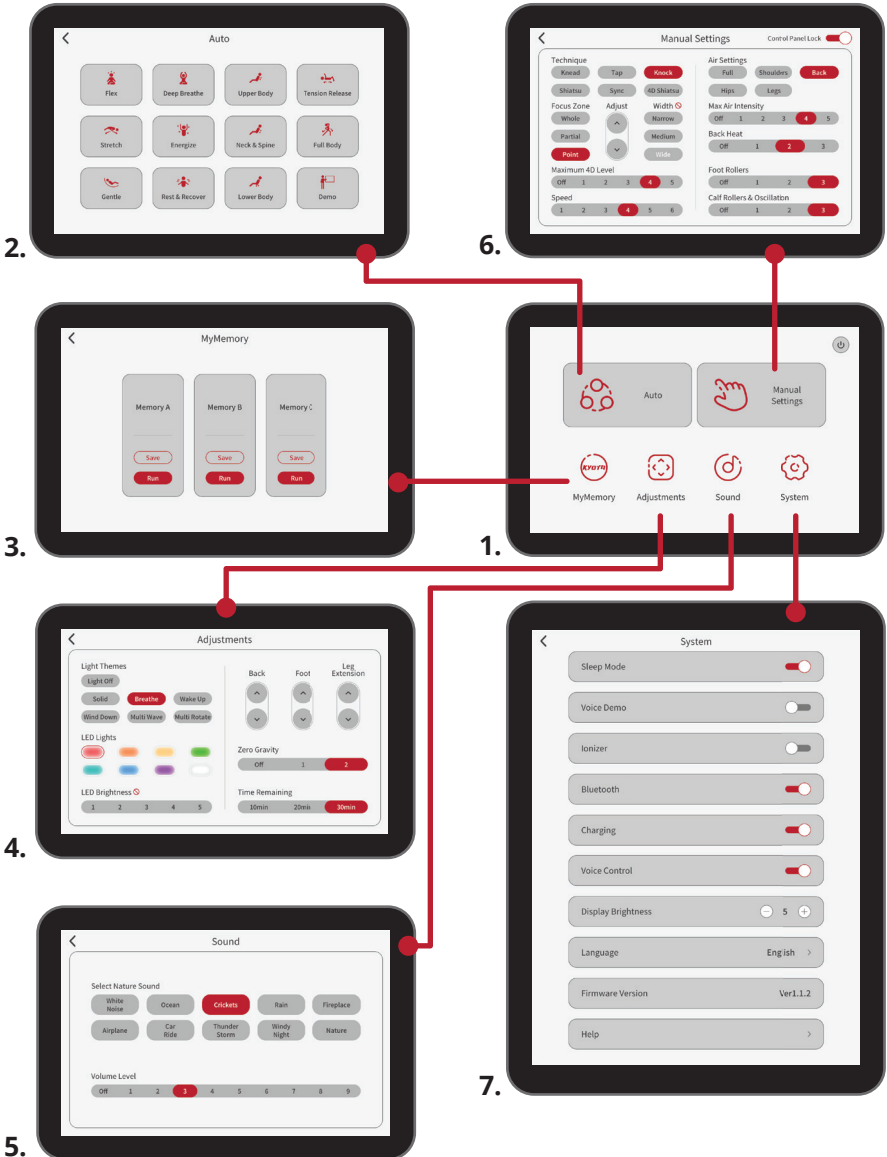 Auto
Flex
Deep Breathe
Upper Body
Tension Release
Stretch
Energize
Neck & Spine
Full Body
Gentle
Rest & Recover
Lower Body
Demo
2.
Manual Settings
Control Panel Lock
Technique
Knead Tap Knock
Shiatsu Sync 4D Shiatsu
Focus Zone Adjust Width
Whole Narrow
Partial Medium
Point Wide
Maximum 4D Level
Off 1 2 3 4 5
Speed
1 2 3 4 5 6
Air Settings
Full Shoulders Back
Hips Legs
Max Air Intensity
Off 1 2 3 4 5
Back Heat
Off 1 2 3
Foot Rollers
Off 1 2 3
Calf Rollers & Oscillation
Off 1 2 3
6.
MyMemory
Memory A Memory B Memory C
Save Save Save
Run Run Run
3.
Auto
Manual
Settings
KYOTA
MyMemory Adjustments Sound System
1.
Adjustments
Light Themes
Light Off
Solid Breathe Wake Up
Wind Down Multi Wave Multi Rotate
LED Lights
LED Brightness
1 2 3 4 5
Back Foot Leg
Extension
Zero Gravity
Off 1 2
Time Remaining
10min 20min 30min
4.
Sound
Select Nature Sound
White
Noise
Ocean
Crickets
Rain
Fireplace
Airplane
Car
Ride
Thunder
Storm
Windy
Night
Nature
Volume Level
Off 1 2 3 4 5 6 7 8 9
5.
System
Sleep Mode
Voice Demo
Ionizer
Bluetooth
Charging
Voice Control
Display Brightness 5
Language English
Firmware Version Ver1.1.2
Help
7.